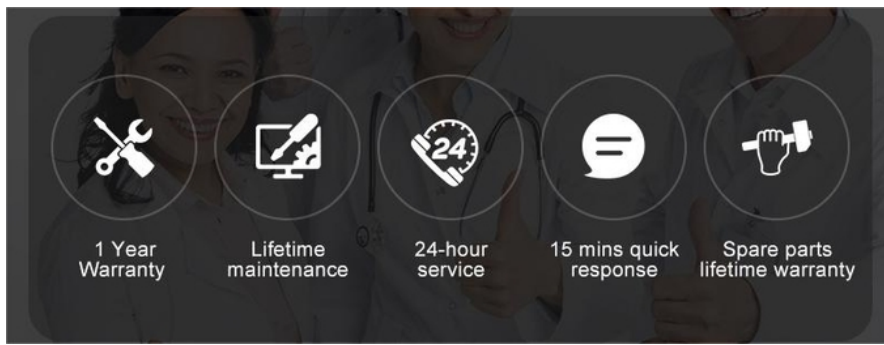 24
1 Year
Warranty
Lifetime
maintenance
24-hour
service
15 mins quick
response
Spare parts
lifetime warranty